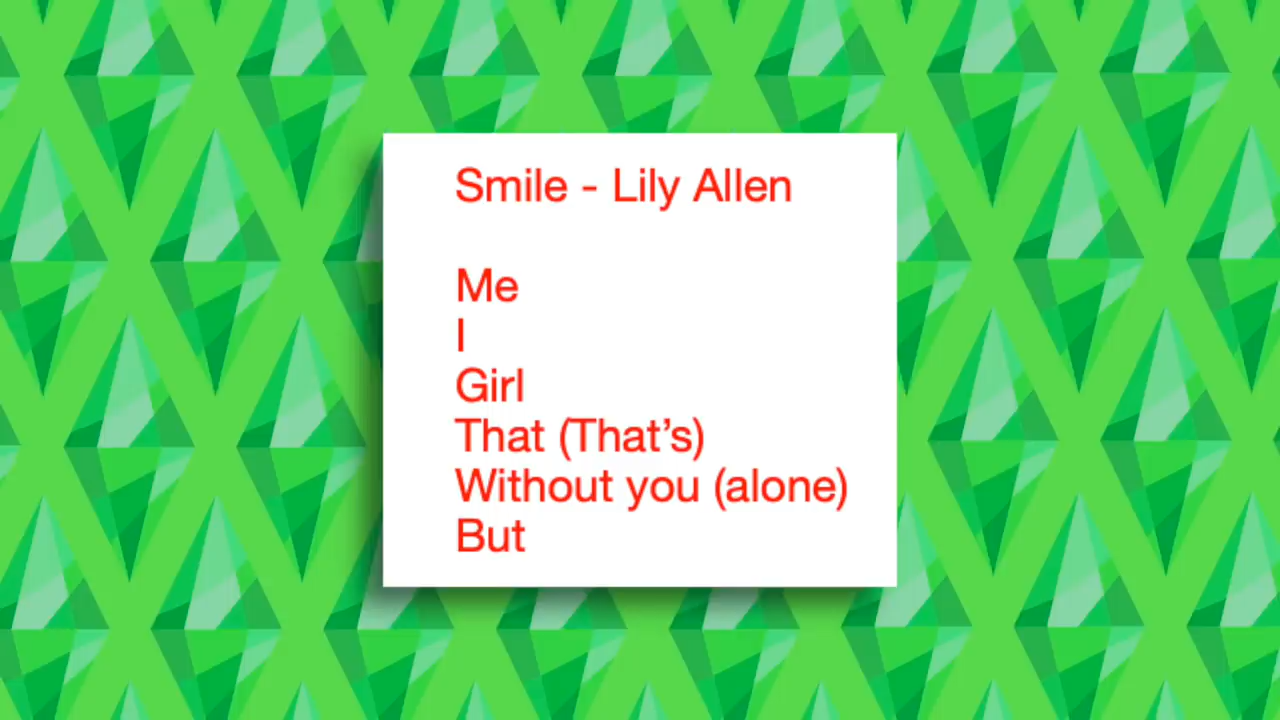 Smile - Lily Allen
Me
I
Girl
That (That’s)
Without you (alone)
But